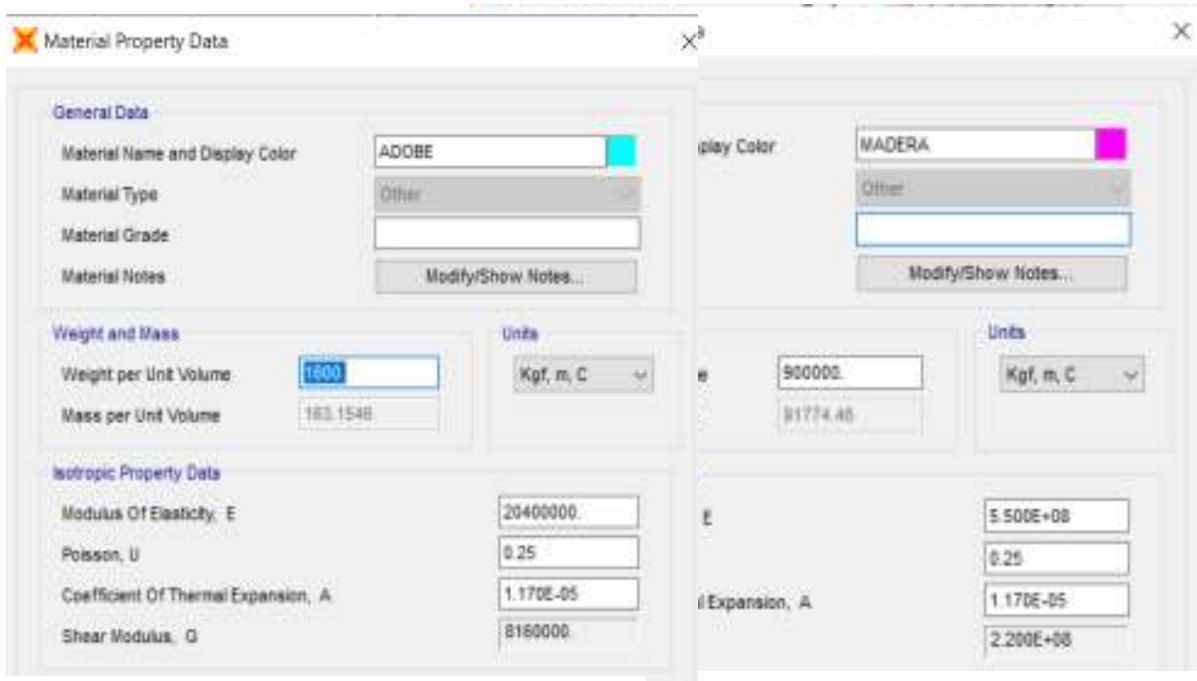 Material Property Data
General Data
Material Name and Display Color ADOBE
Material Type Other
Material Grade
Material Notes Modify/Show Notes...
Weight and Mass
Units
Weight per Unit Volume 1600.
Kgf, m, C
Mass per Unit Volume 163.1546
Isotropic Property Data
Modulus Of Elasticity, E 20400000.
Poisson, U 0.25
Coefficient Of Thermal Expansion, A 1.170E-05
Shear Modulus, G 8160000.
a
play Color MADERA
Other
Modify/Show Notes...
Units
e 900000.
Kgf, m, C
91774.46
E 5.500E+08
0.25
l Expansion, A 1.170E-05
2.200E+08